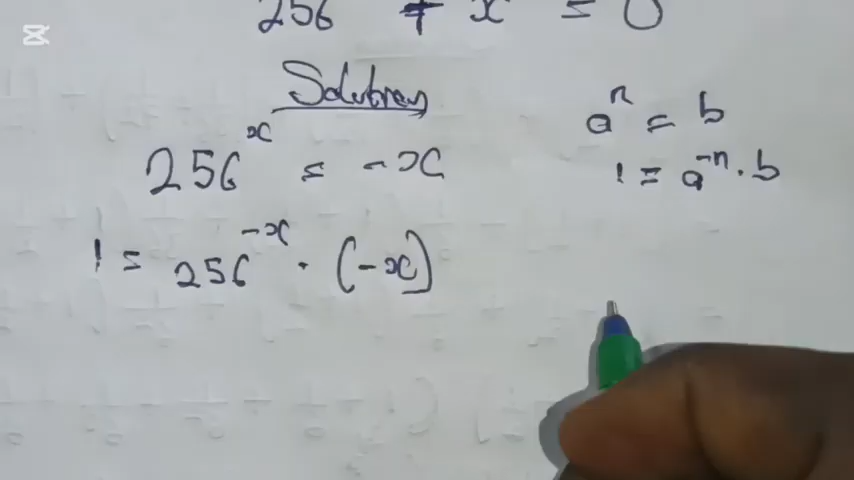 256 + x = 0
Solution
256^x = -x
a^n = b
1 = a^-n . b
1 = 256^-x . (-x)